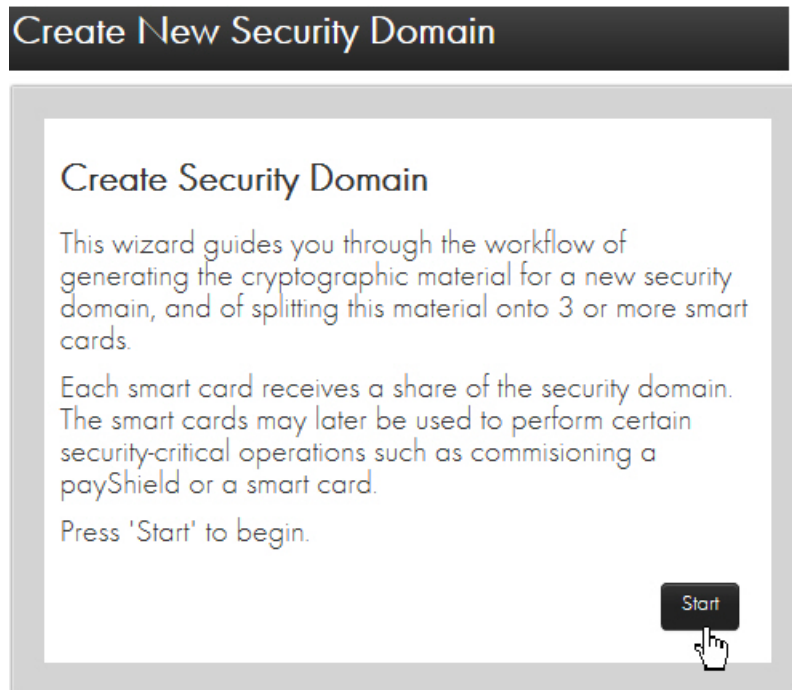 Create New Security Domain
Create Security Domain
This wizard guides you through the workflow of
generating the cryptographic material for a new security
domain, and of splitting this material onto 3 or more smart
cards.
Each smart card receives a share of the security domain.
The smart cards may later be used to perform certain
security-critical operations such as commisioning a
payShield or a smart card.
Press 'Start' to begin.
Start